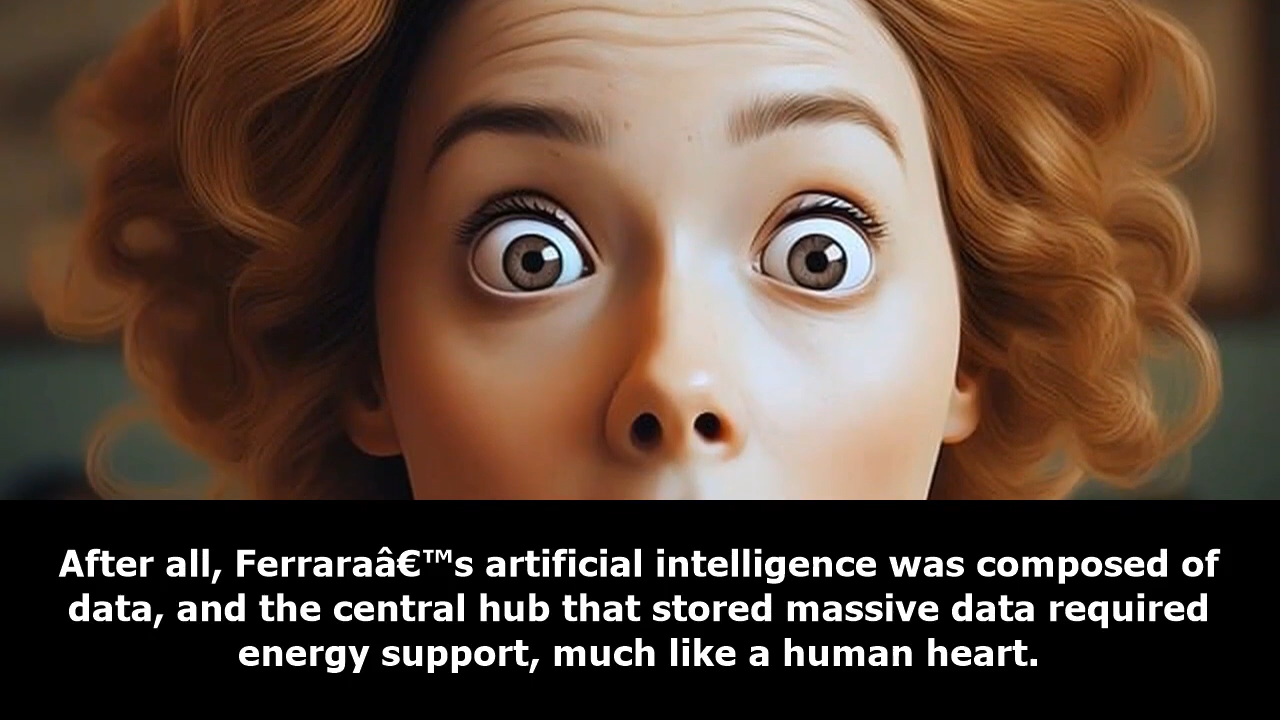 After all, Ferraraâ€™s artificial intelligence was composed of
data, and the central hub that stored massive data required
energy support, much like a human heart.